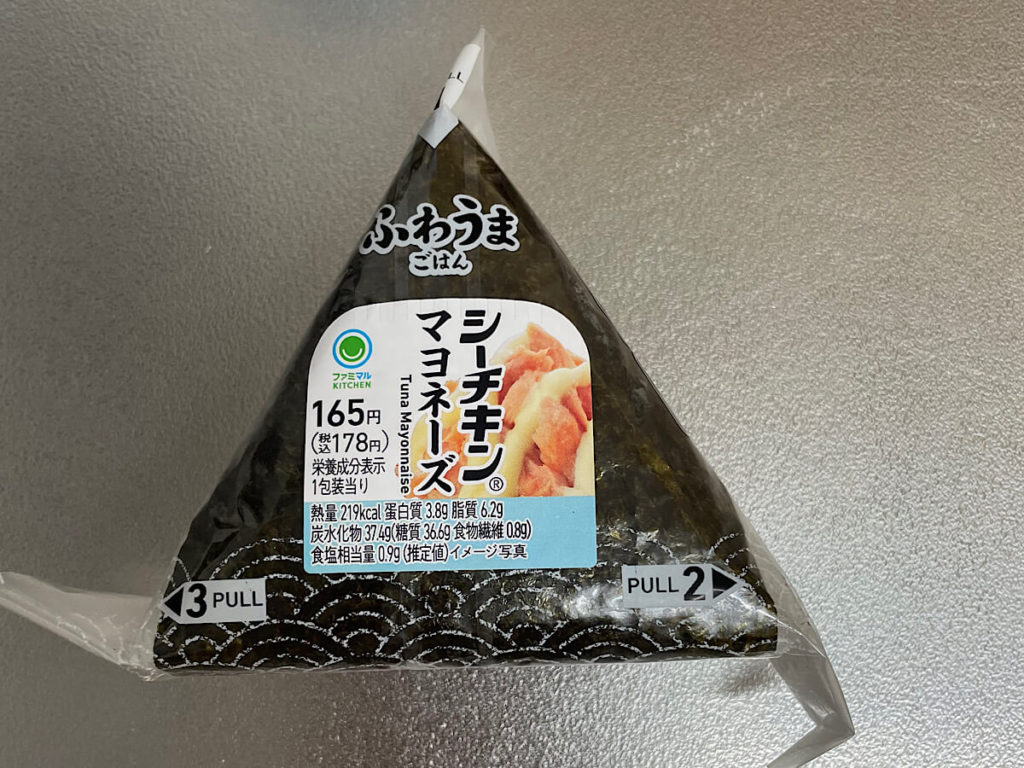 ふわうま
ごはん
ファミマル
KITCHEN
シーチキン®
マヨネーズ
Tuna Mayonnaise
165円
(税込178円)
栄養成分表示
1包装当り
熱量 219kcal 蛋白質 3.8g 脂質 6.2g
炭水化物 37.4g(糖質 36.6g 食物繊維 0.8g)
食塩相当量 0.9g (推定値) イメージ写真
3 PULL
PULL 2